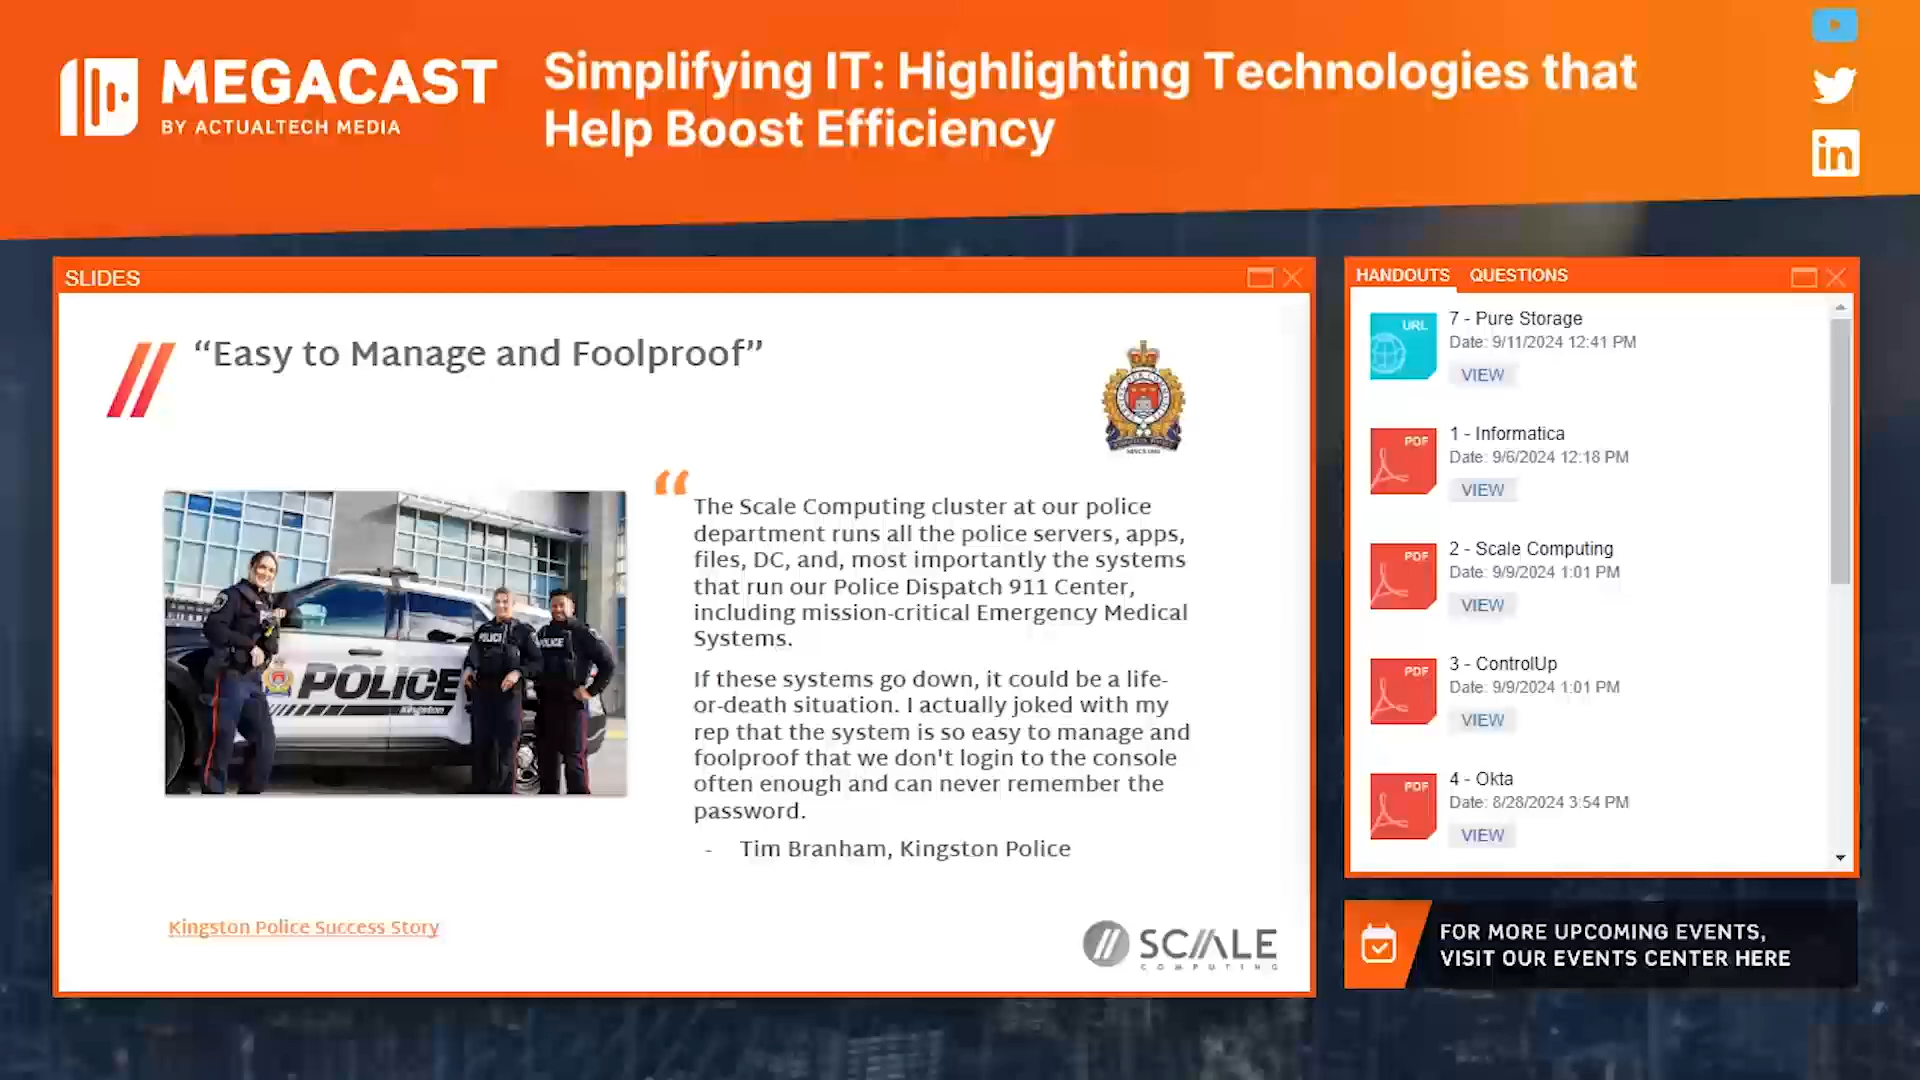 MEGACAST
BY ACTUALTECH MEDIA
Simplifying IT: Highlighting Technologies that
Help Boost Efficiency
in
SLIDES
“Easy to Manage and Foolproof”
“
The Scale Computing cluster at our police
department runs all the police servers, apps,
files, DC, and, most importantly the systems
that run our Police Dispatch 911 Center,
including mission-critical Emergency Medical
Systems.
If these systems go down, it could be a life-
or-death situation. I actually joked with my
rep that the system is so easy to manage and
foolproof that we don't login to the console
often enough and can never remember the
password.
- Tim Branham, Kingston Police
POLICE
Kingston
POLICE
POLICE
Kingston Police Success Story
SCALE
COMPUTING
HANDOUTS QUESTIONS
URL
7 - Pure Storage
Date: 9/11/2024 12:41 PM
VIEW
PDF
1 - Informatica
Date: 9/6/2024 12:18 PM
VIEW
PDF
2 - Scale Computing
Date: 9/9/2024 1:01 PM
VIEW
PDF
3 - ControlUp
Date: 9/9/2024 1:01 PM
VIEW
PDF
4 - Okta
Date: 8/28/2024 3:54 PM
VIEW
FOR MORE UPCOMING EVENTS,
VISIT OUR EVENTS CENTER HERE